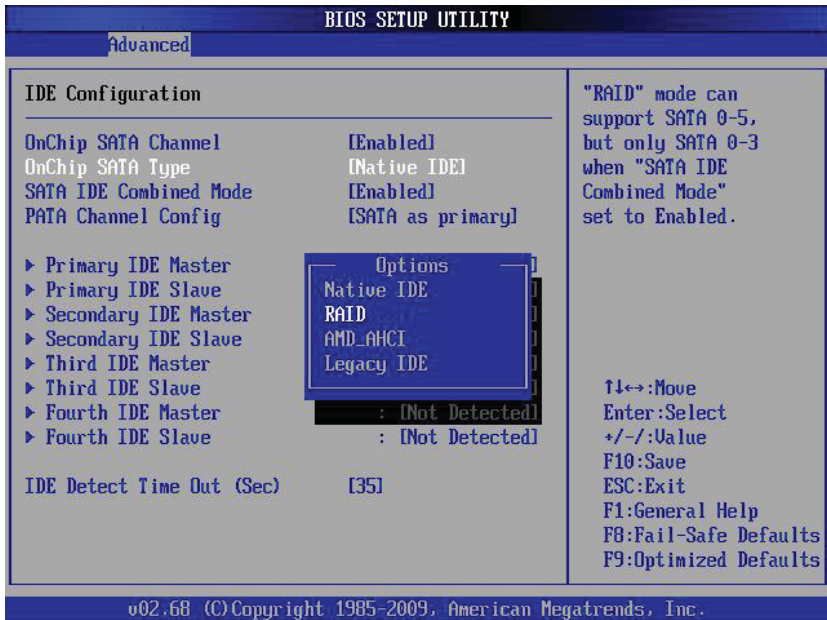 BIOS SETUP UTILITY
Advanced
IDE Configuration
OnChip SATA Channel [Enabled]
OnChip SATA Type [Native IDE]
SATA IDE Combined Mode [Enabled]
PATA Channel Config [SATA as primary]
▶ Primary IDE Master ]
▶ Primary IDE Slave ]
▶ Secondary IDE Master ]
▶ Secondary IDE Slave ]
▶ Third IDE Master ]
▶ Third IDE Slave ]
▶ Fourth IDE Master : [Not Detected]
▶ Fourth IDE Slave : [Not Detected]
IDE Detect Time Out (Sec) [35]
Options
Native IDE
RAID
AMD_AHCI
Legacy IDE
"RAID" mode can
support SATA 0-5,
but only SATA 0-3
when "SATA IDE
Combined Mode"
set to Enabled.
↑↓←→:Move
Enter:Select
+/-/:Value
F10:Save
ESC:Exit
F1:General Help
F8:Fail-Safe Defaults
F9:Optimized Defaults
v02.68 (C)Copyright 1985-2009, American Megatrends, Inc.